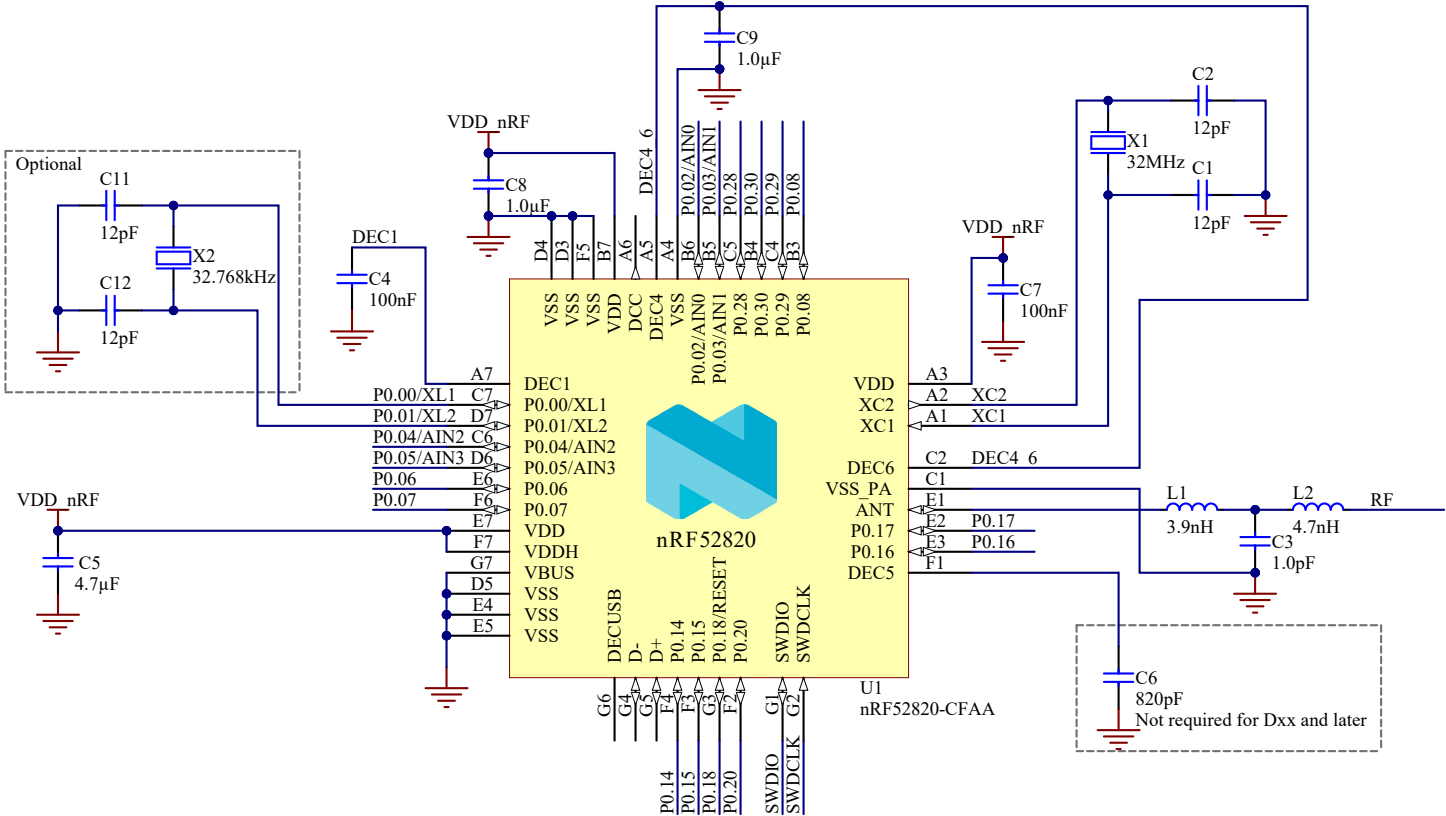 C9
1.0µF
C2
12pF
X1
32MHz
C1
12pF
VDD_nRF
C8
1.0µF
DEC4_6
P0.02/AIN0
P0.03/AIN1
P0.28
P0.30
P0.29
P0.08
Optional
C11
12pF
X2
32.768kHz
C12
12pF
DEC1
C4
100nF
VDD_nRF
C7
100nF
D4
D3
F5
B7
A6
A5
A4
B6
B5
C5
B4
C4
B3
VSS
VSS
VSS
VDD
DCC
DEC4
VSS
P0.02/AIN0
P0.03/AIN1
P0.28
P0.30
P0.29
P0.08
A7 DEC1
P0.00/XL1 C7 P0.00/XL1
P0.01/XL2 D7 P0.01/XL2
P0.04/AIN2 C6 P0.04/AIN2
P0.05/AIN3 D6 P0.05/AIN3
P0.06 E6 P0.06
P0.07 F6 P0.07
E7 VDD
F7 VDDH
G7 VBUS
D5 VSS
E4 VSS
E5 VSS
VDD_nRF
C5
4.7µF
nRF52820
VDD A3
XC2 A2 XC2
XC1 A1 XC1
DEC6 C2 DEC4_6
VSS_PA C1
ANT E1
P0.17 E2 P0.17
P0.16 E3 P0.16
DEC5 F1
L1
3.9nH
L2
4.7nH
RF
C3
1.0pF
DECUSB
D-
D+
P0.14
P0.15
P0.18/RESET
P0.20
SWDIO
SWDCLK
G6
G4
G5
F4
F3
G3
F2
G1
G2
P0.14
P0.15
P0.18
P0.20
SWDIO
SWDCLK
U1
nRF52820-CFAA
C6
820pF
Not required for Dxx and later